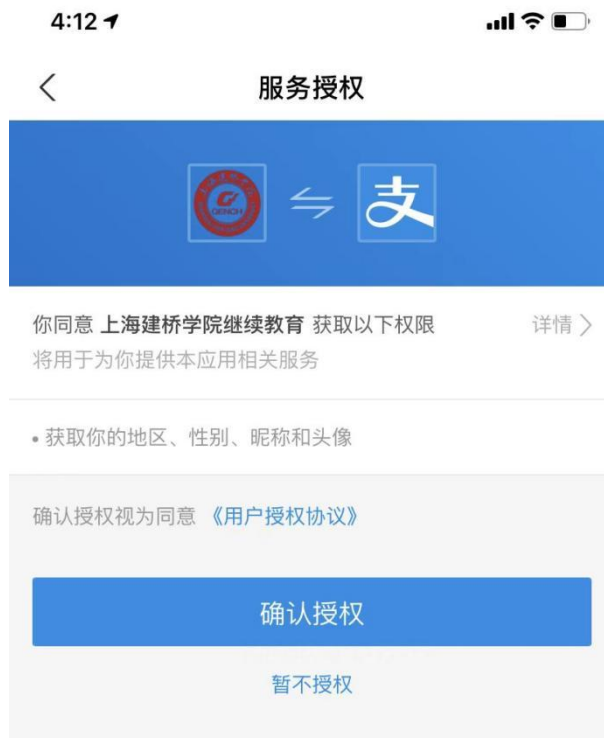 4:12
服务授权
GENCH
支
你同意 上海建桥学院继续教育 获取以下权限 详情
将用于为你提供本应用相关服务
• 获取你的地区、性别、昵称和头像
确认授权视为同意 《用户授权协议》
确认授权
暂不授权